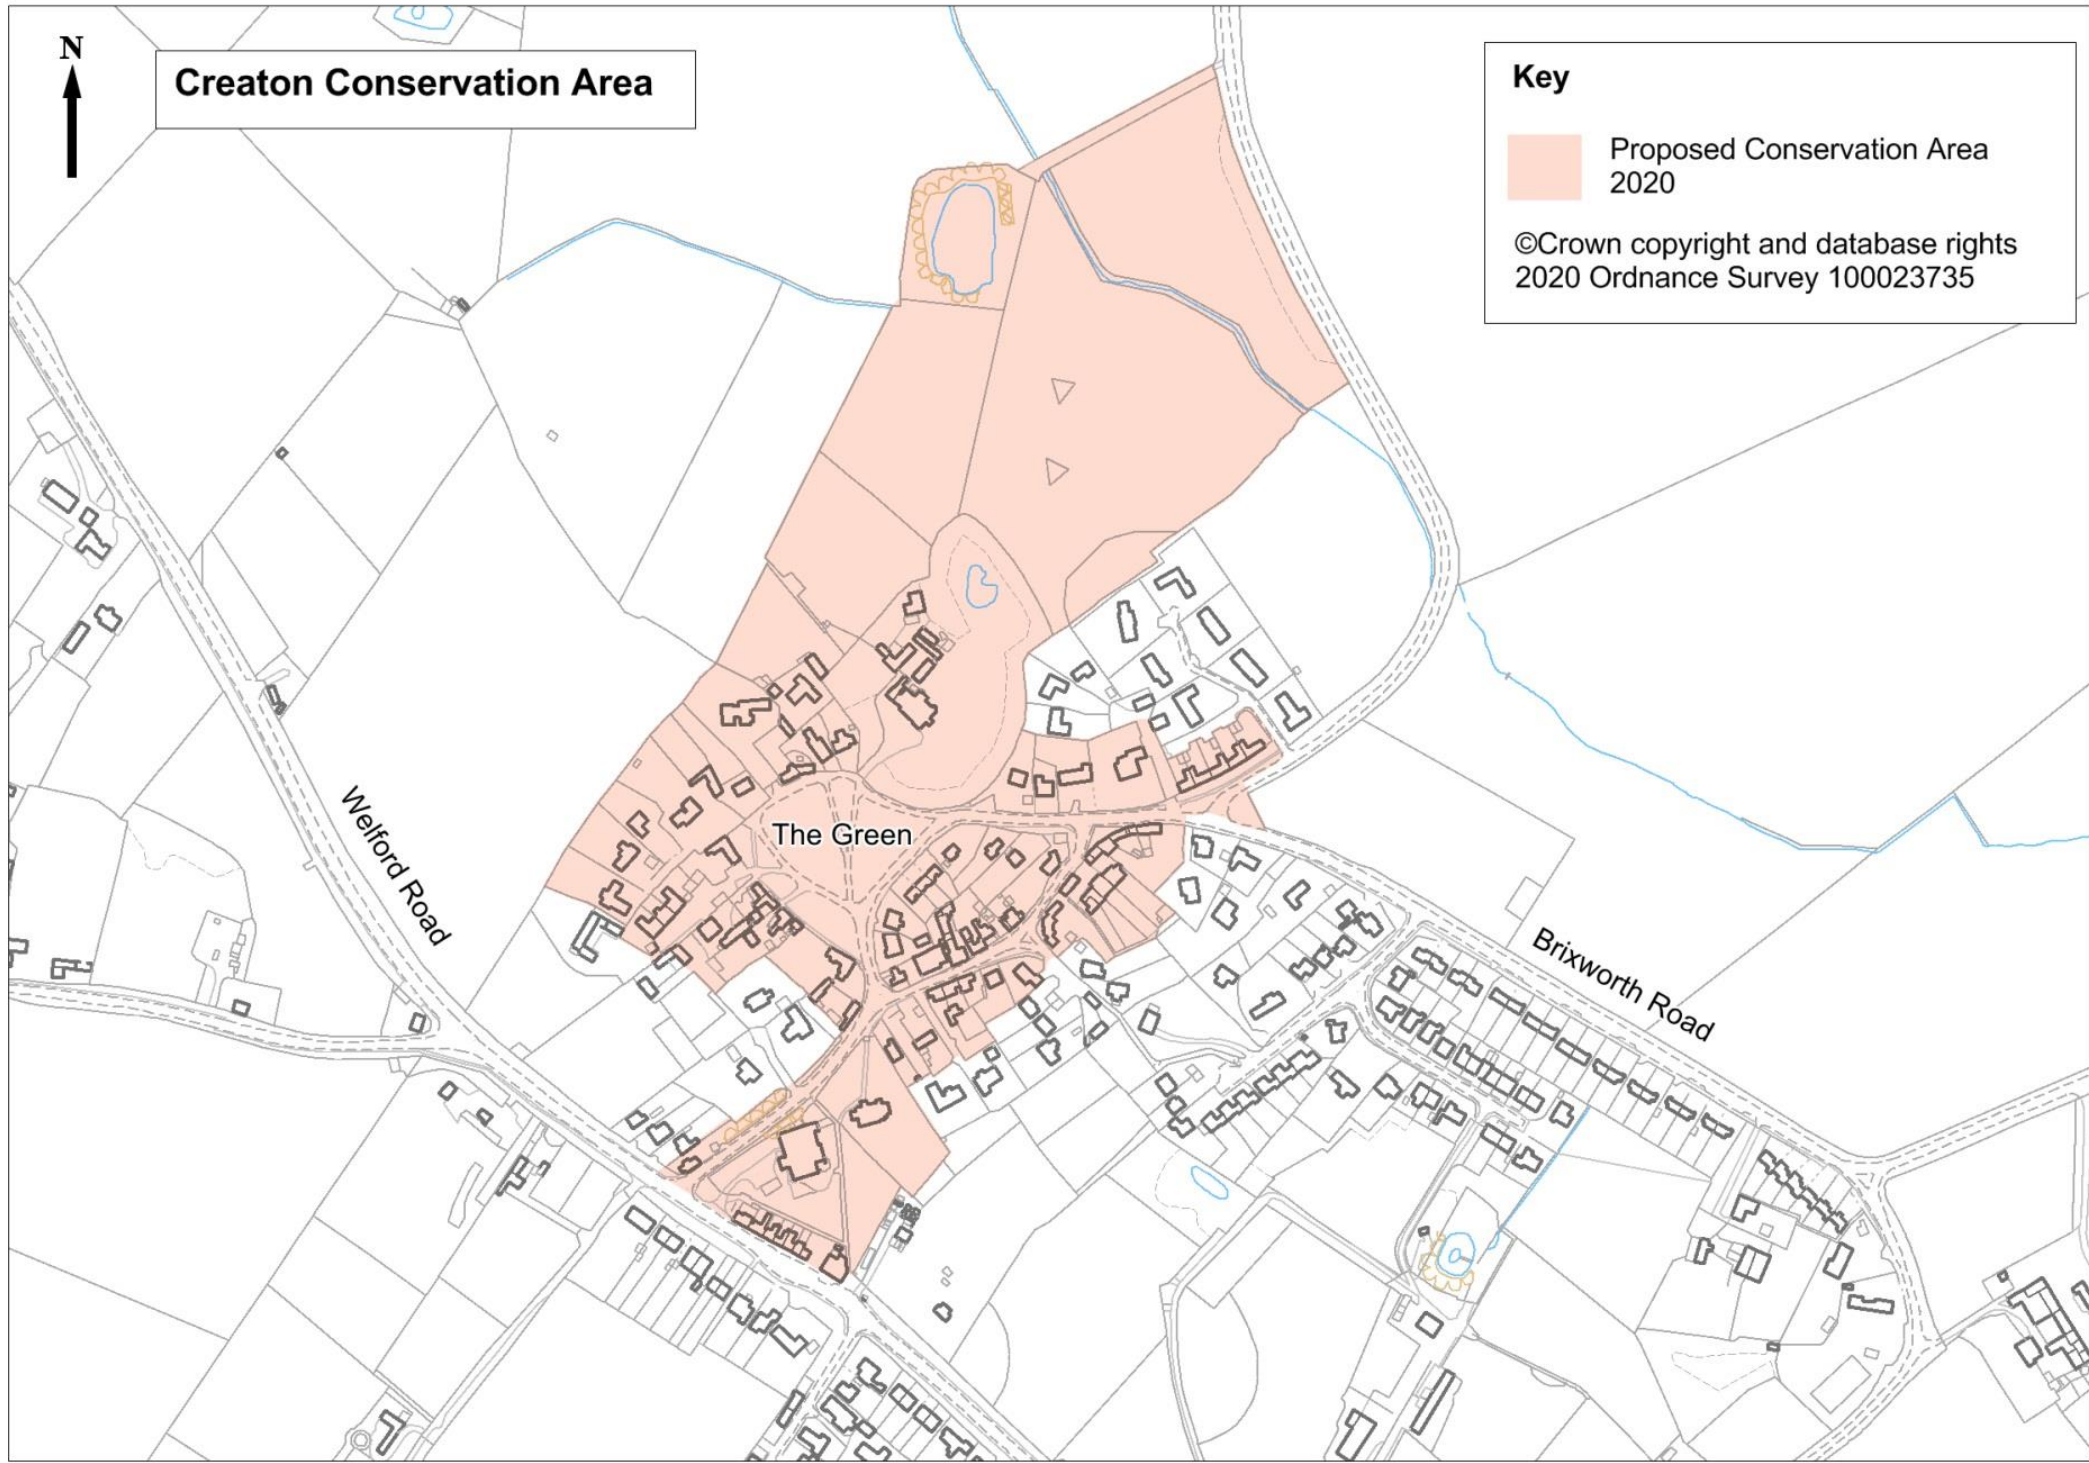 N
Creaton Conservation Area
Key
Proposed Conservation Area
2020
©Crown copyright and database rights
2020 Ordnance Survey 100023735
The Green
Welford Road
Brixworth Road